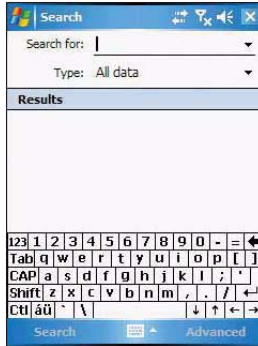 Search
Search for:
Type: All data
Results
123 1 2 3 4 5 6 7 8 9 0 - =
Tab q w e r t y u i o p [ ]
CAP a s d f g h j k l ; '
Shift z x c v b n m , . /
Ctl áü ` \
Search Advanced